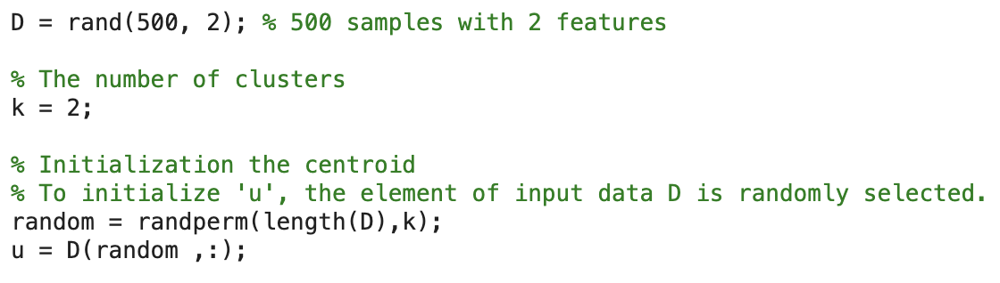 D = rand(500, 2); % 500 samples with 2 features
% The number of clusters
k = 2;
% Initialization the centroid
% To initialize 'u', the element of input data D is randomly selected.
random = randperm(length(D),k);
u = D(random ,:);